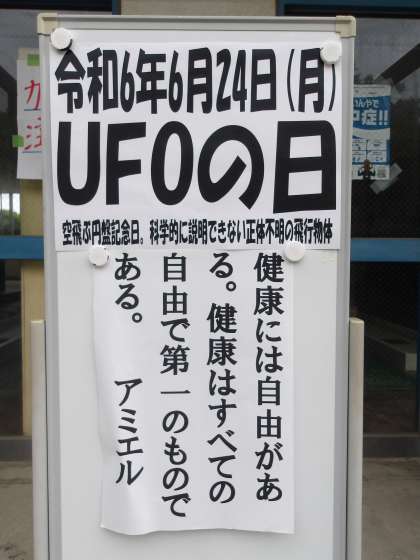 令和6年6月24日（月）
UFOの日
空飛ぶ円盤記念日。科学的に説明できない正体不明の飛行物体
健康には自由があ
る。健康はすべての
自由で第一のもので
ある。　アミエル